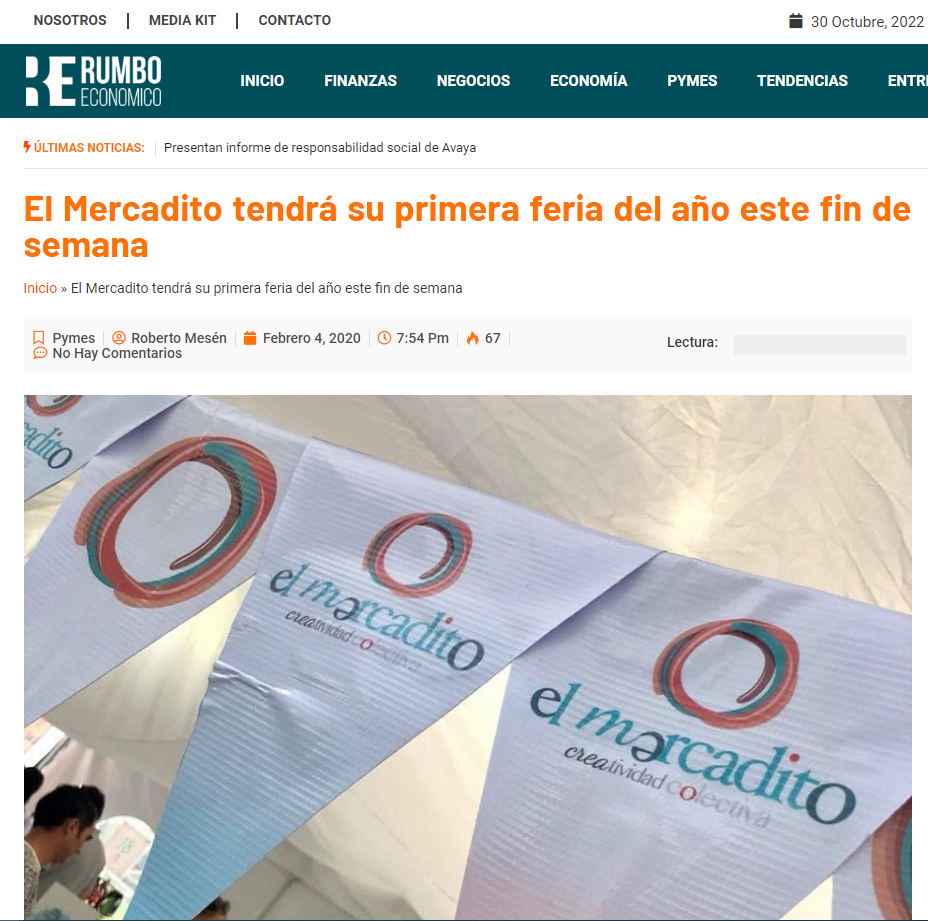 NOSOTROS | MEDIA KIT | CONTACTO 30 Octubre, 2022
RE RUMBO ECONOMICO INICIO FINANZAS NEGOCIOS ECONOMÍA PYMES TENDENCIAS ENTR
ÚLTIMAS NOTICIAS: Presentan informe de responsabilidad social de Avaya
El Mercadito tendrá su primera feria del año este fin de
semana
Inicio » El Mercadito tendrá su primera feria del año este fin de semana
Pymes Roberto Mesén Febrero 4, 2020 7:54 Pm 67
No Hay Comentarios
Lectura:
adito
el mercadito
creatividad colectiva
el mercadito
creatividad colectiva